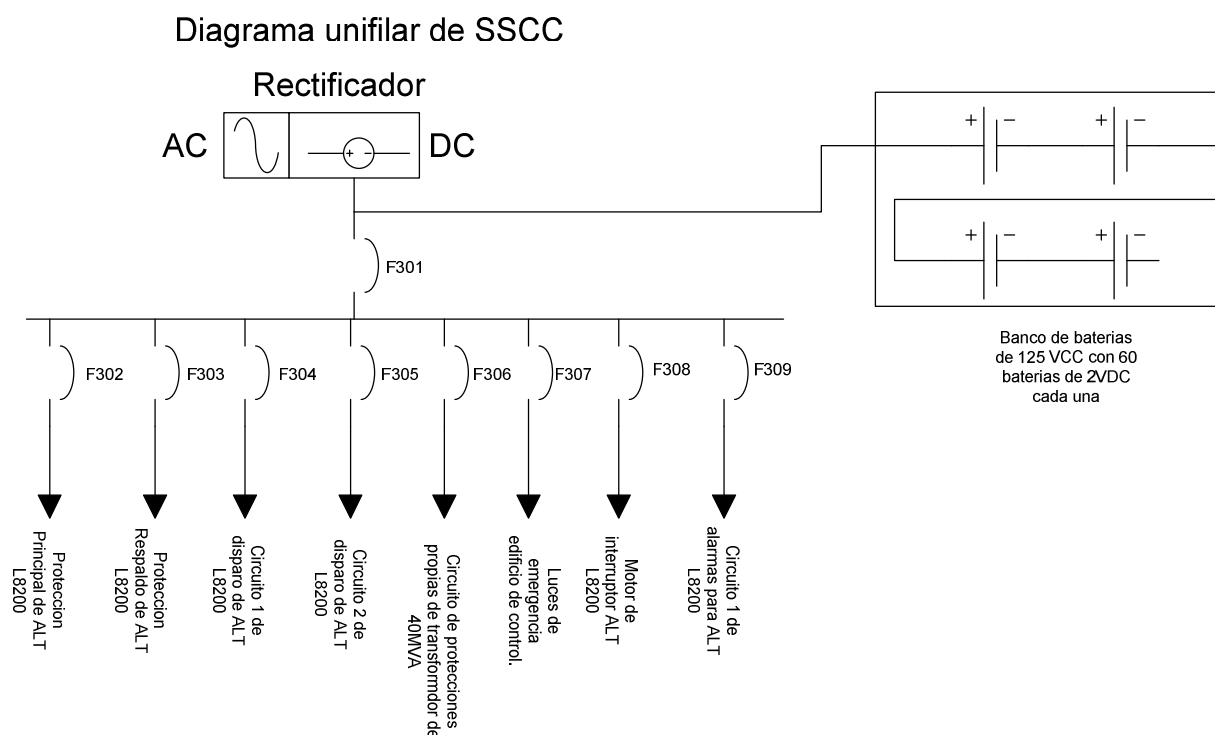 Diagrama unifilar de SSCC
Rectificador
AC
DC
+
−
+
−
+
−
+
−
+ -
F301
Banco de baterias
de 125 VCC con 60
baterias de 2VDC
cada una
F302
F303
F304
F305
F306
F307
F308
F309
Proteccion
Principal de ALT
L8200
Proteccion
Respaldo de ALT
L8200
Circuito 1 de
disparo de ALT
L8200
Circuito 2 de
disparo de ALT
L8200
Circuito de protecciones
propias de transformdor de
40MVA
Luces de
emergencia
edificio de control.
Motor de
interruptor ALT
L8200
Circuito 1 de
alarmas para ALT
L8200